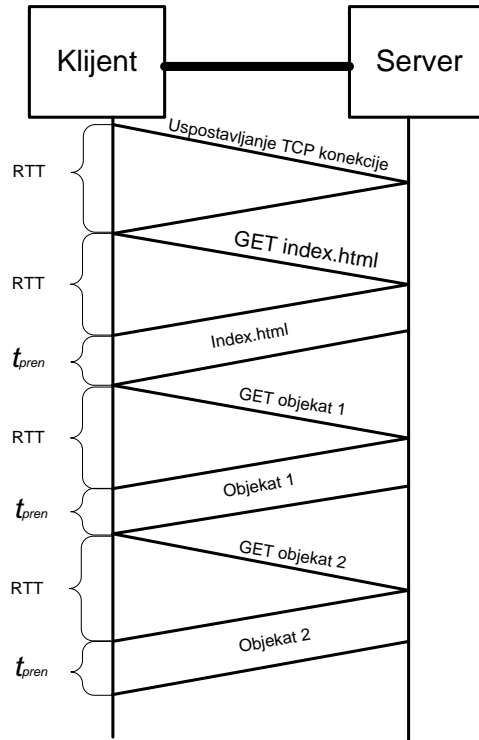 Klijent
Server
Uspostavljanje TCP konekcije
RTT
GET index.html
RTT
Index.html
tpren
GET objekat 1
RTT
Objekat 1
tpren
GET objekat 2
RTT
Objekat 2
tpren